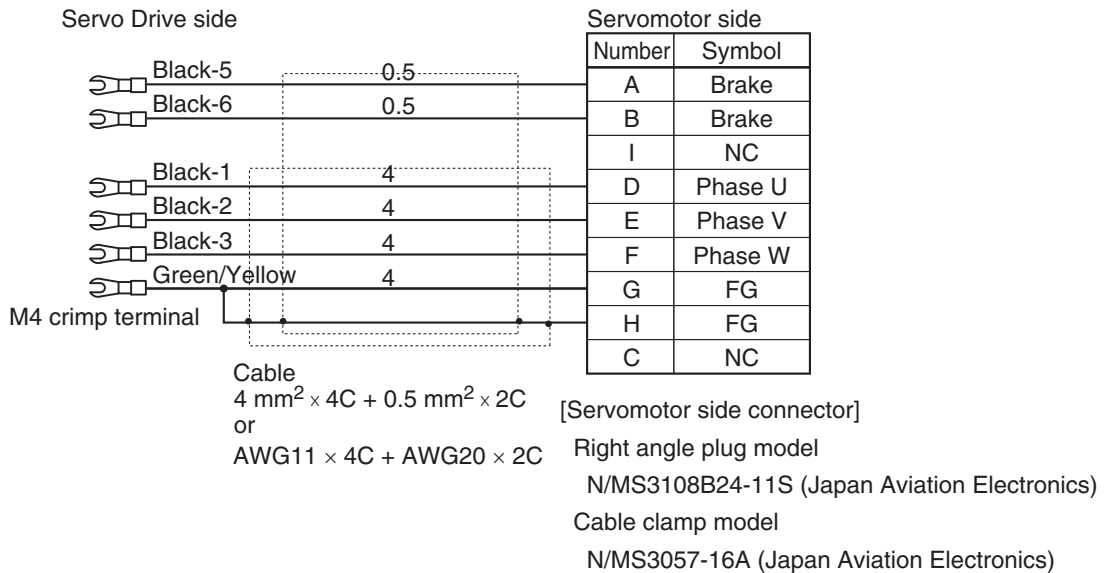 Servo Drive side
Servomotor side
Number Symbol
Black-5 0.5 A Brake
Black-6 0.5 B Brake
I NC
Black-1 4 D Phase U
Black-2 4 E Phase V
Black-3 4 F Phase W
Green/Yellow 4 G FG
M4 crimp terminal H FG
C NC
Cable
4 mm² × 4C + 0.5 mm² × 2C
or
AWG11 × 4C + AWG20 × 2C
[Servomotor side connector]
Right angle plug model
N/MS3108B24-11S (Japan Aviation Electronics)
Cable clamp model
N/MS3057-16A (Japan Aviation Electronics)